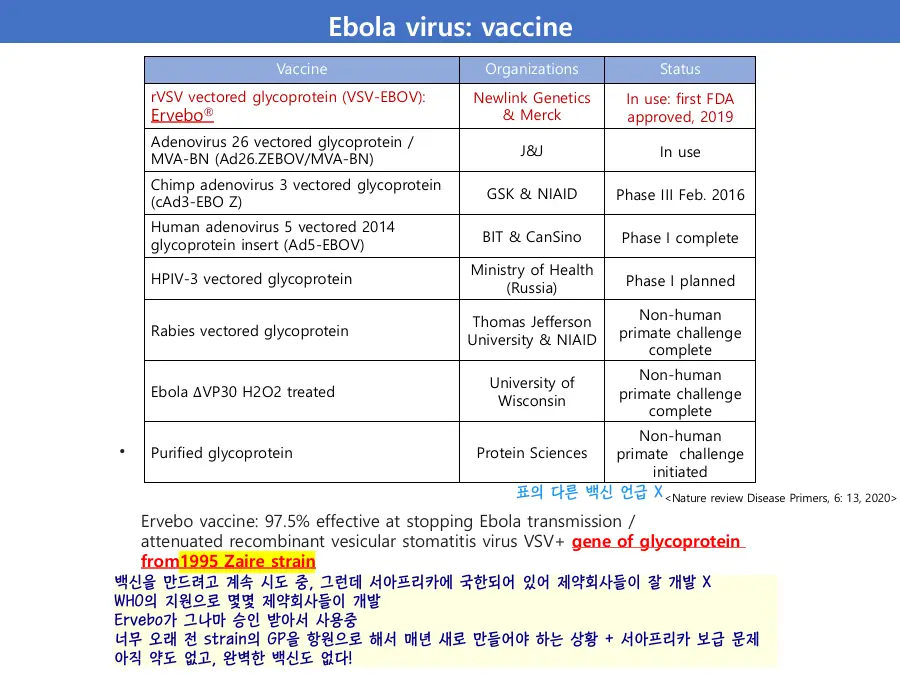 Ebola virus: vaccine
Vaccine Organizations Status
rVSV vectored glycoprotein (VSV-EBOV):
Ervebo®
Newlink Genetics
& Merck
In use: first FDA
approved, 2019
Adenovirus 26 vectored glycoprotein /
MVA-BN (Ad26.ZEBOV/MVA-BN)
J&J
In use
Chimp adenovirus 3 vectored glycoprotein
(cAd3-EBO Z)
GSK & NIAID
Phase III Feb. 2016
Human adenovirus 5 vectored 2014
glycoprotein insert (Ad5-EBOV)
BIT & CanSino
Phase I complete
HPIV-3 vectored glycoprotein
Ministry of Health
(Russia)
Phase I planned
Rabies vectored glycoprotein
Thomas Jefferson
University & NIAID
Non-human
primate challenge
complete
Ebola ΔVP30 H2O2 treated
University of
Wisconsin
Non-human
primate challenge
complete
• Purified glycoprotein
Protein Sciences
Non-human
primate challenge
initiated
표의 다른 백신 언급 X
<Nature review Disease Primers, 6: 13, 2020>
Ervebo vaccine: 97.5% effective at stopping Ebola transmission /
attenuated recombinant vesicular stomatitis virus VSV+ gene of glycoprotein
from1995 Zaire strain
백신을 만드려고 계속 시도 중, 그런데 서아프리카에 국한되어 있어 제약회사들이 잘 개발 X
WHO의 지원으로 몇몇 제약회사들이 개발
Ervebo가 그나마 승인 받아서 사용중
너무 오래 전 strain의 GP을 항원으로 해서 매년 새로 만들어야 하는 상황 + 서아프리카 보급 문제
아직 약도 없고, 완벽한 백신도 없다!